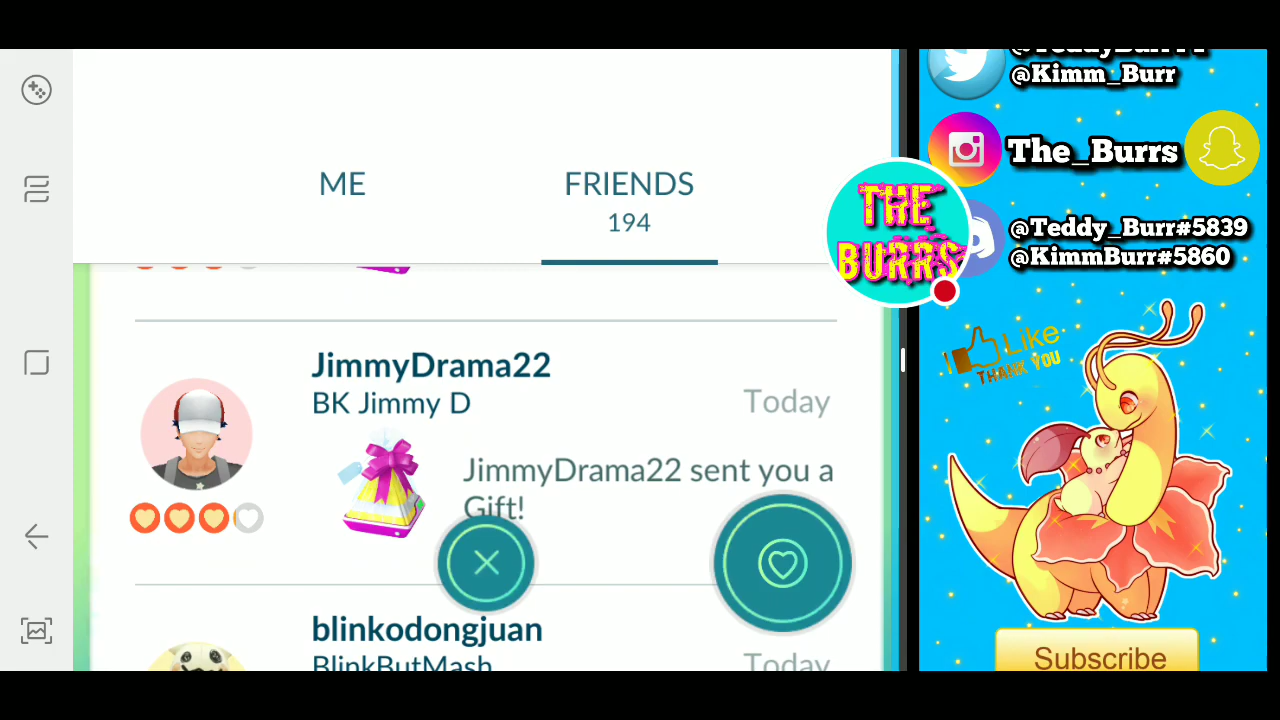 ME
FRIENDS
194
JimmyDrama22
BK Jimmy D
Today
JimmyDrama22 sent you a
Gift!
blinkodongjuan
BlinkButMash
Today
THE
BURRS
@Kimm_Burr
The_Burrs
@Teddy_Burr#5839
@KimmBurr#5860
Like
THANK YOU
Subscribe